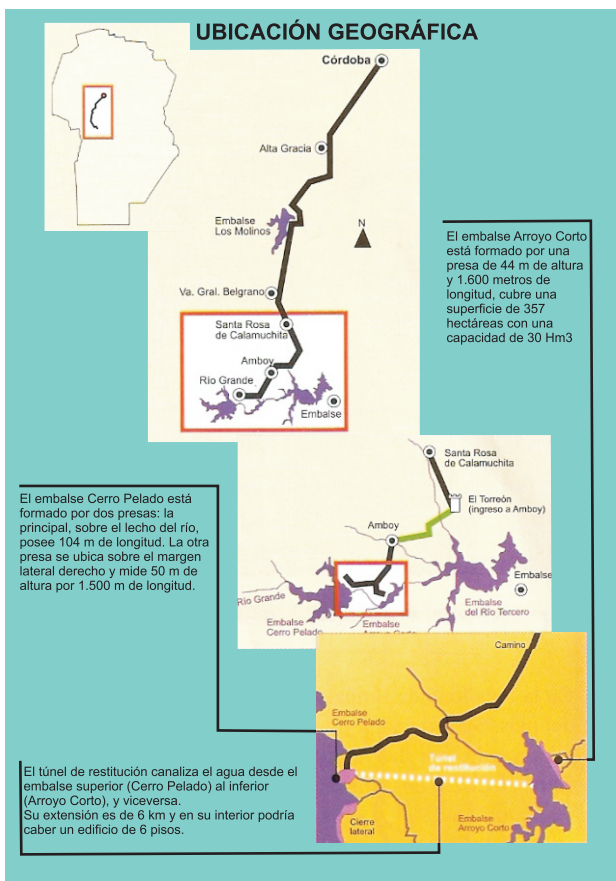 UBICACIÓN GEOGRÁFICA
Córdoba
Alta Gracia
Embalse
Los Molinos
N
Va. Gral. Belgrano
Santa Rosa
de Calamuchita
Amboy
Río Grande
Embalse
El embalse Arroyo Corto
está formado por una
presa de 44 m de altura
y 1.600 metros de
longitud, cubre una
superficie de 357
hectáreas con una
capacidad de 30 Hm3
Santa Rosa
de Calamuchita
El Torreón
(ingreso a Amboy)
Amboy
Embalse
Río Grande
Embalse
Cerro Pelado
Embalse
Arroyo Corto
Embalse
del Río Tercero
El embalse Cerro Pelado está
formado por dos presas: la
principal, sobre el lecho del río,
posee 104 m de longitud. La otra
presa se ubica sobre el margen
lateral derecho y mide 50 m de
altura por 1.500 m de longitud.
Camino
Embalse
Cerro Pelado
Túnel
de restitución
Cierre
lateral
Embalse
Arroyo Corto
El túnel de restitución canaliza el agua desde el
embalse superior (Cerro Pelado) al inferior
(Arroyo Corto), y viceversa.
Su extensión es de 6 km y en su interior podría
caber un edificio de 6 pisos.